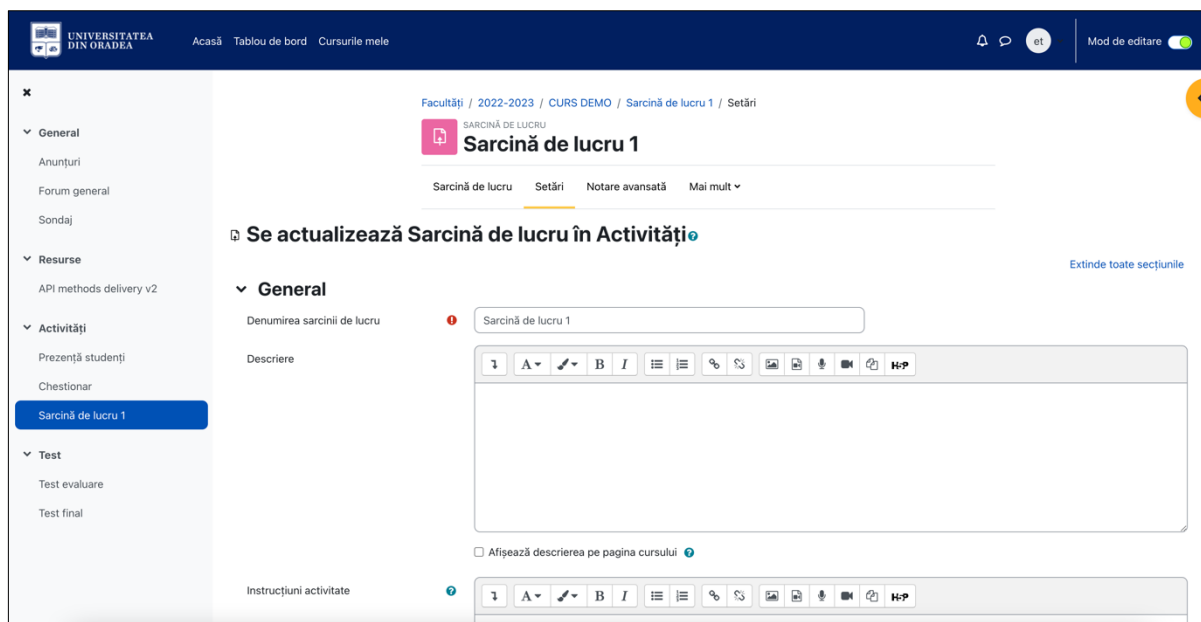 UNIVERSITATEA
DIN ORADEA
Acasă Tablou de bord Cursurile mele
et
Mod de editare
General
Anunțuri
Forum general
Sondaj
Resurse
API methods delivery v2
Activități
Prezență studenți
Chestionar
Sarcină de lucru 1
Test
Test evaluare
Test final
Facultăți / 2022-2023 / CURS DEMO / Sarcină de lucru 1 / Setări
SARCINĂ DE LUCRU
Sarcină de lucru 1
Sarcină de lucru Setări Notare avansată Mai mult
Se actualizează Sarcină de lucru în Activități
Extinde toate secțiunile
General
Denumirea sarcinii de lucru
Sarcină de lucru 1
Descriere
A B I H-P
Afișează descrierea pe pagina cursului
Instrucțiuni activitate
A B I H-P